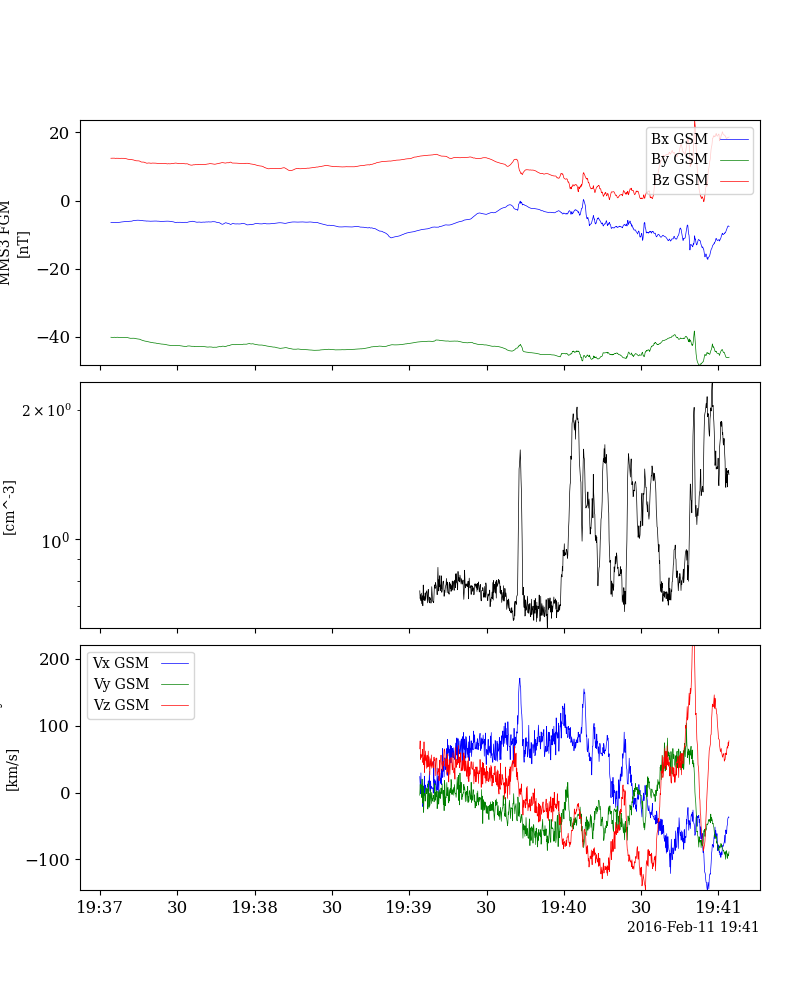 20
0
−20
−40
MMS3 FGM
[nT]
Bx GSM
By GSM
Bz GSM
2 × 10⁰
10⁰
[cm^-3]
200
100
0
−100
[km/s]
Vx GSM
Vy GSM
Vz GSM
19:37 30 19:38 30 19:39 30 19:40 30 19:41
2016-Feb-11 19:41